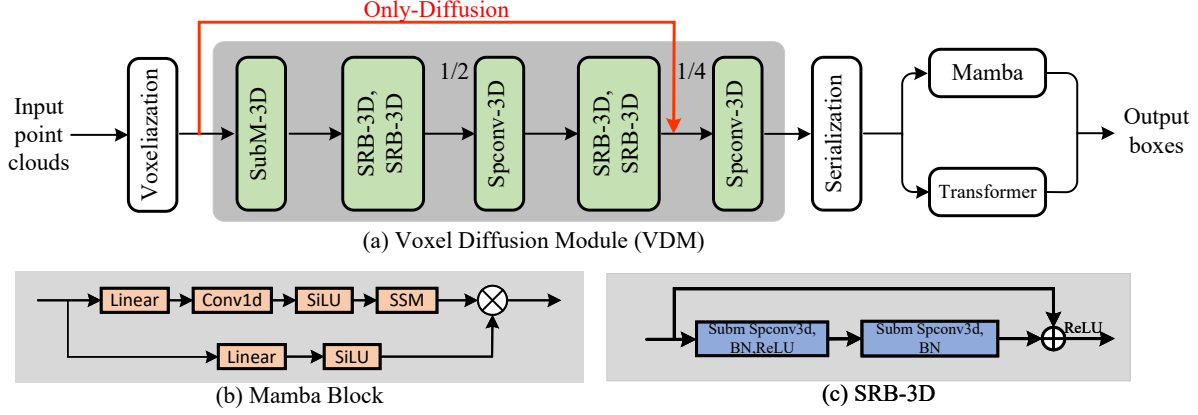 Only-Diffusion
Input
point
clouds
Voxeliazation
SubM-3D
SRB-3D,
SRB-3D
1/2
Spconv-3D
SRB-3D,
SRB-3D
1/4
Spconv-3D
Serialization
Mamba
Transformer
Output
boxes
(a) Voxel Diffusion Module (VDM)
Linear
Conv1d
SiLU
SSM
Linear
SiLU
(b) Mamba Block
Subm Spconv3d,
BN,ReLU
Subm Spconv3d,
BN
ReLU
(c) SRB-3D